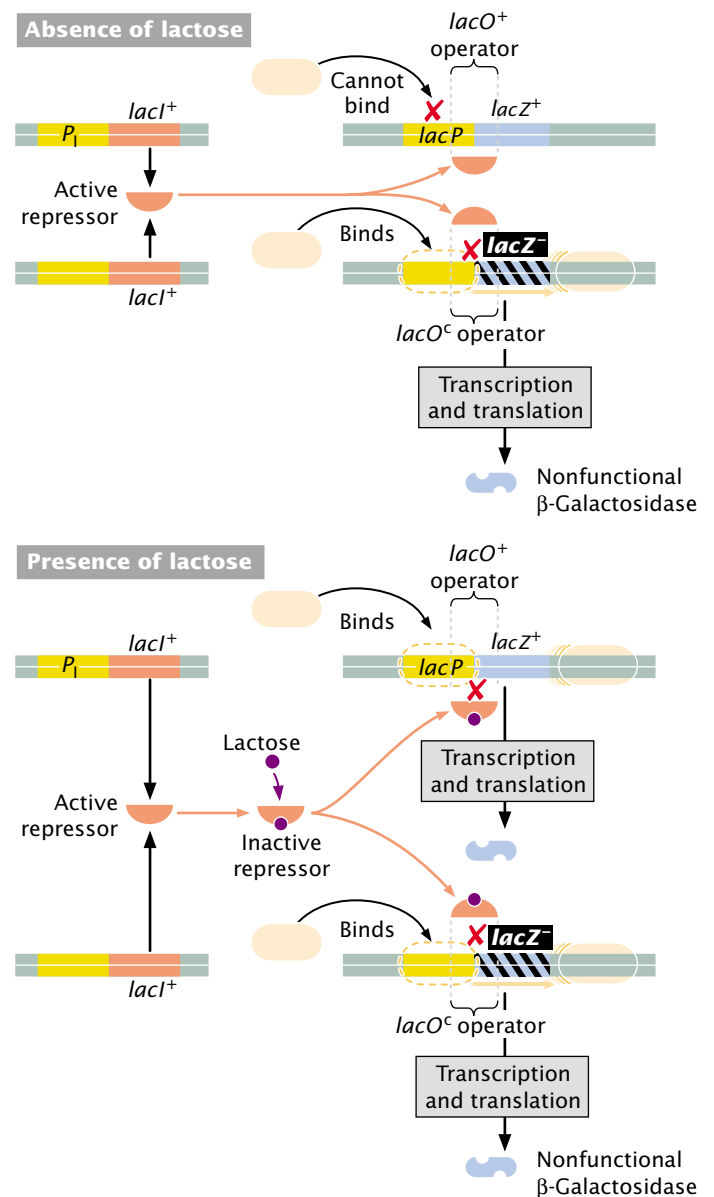 Absence of lactose
lacO⁺
operator
Cannot
bind
lacI⁺
lacZ⁺
P_I
lacP
Active
repressor
Binds
lacZ⁻
lacI⁺
lacOᶜ operator
Transcription
and translation
Nonfunctional
β-Galactosidase
Presence of lactose
lacO⁺
operator
Binds
lacI⁺
lacZ⁺
P_I
lacP
Lactose
Transcription
and translation
Active
repressor
Inactive
repressor
Binds
lacZ⁻
lacI⁺
lacOᶜ operator
Transcription
and translation
Nonfunctional
β-Galactosidase